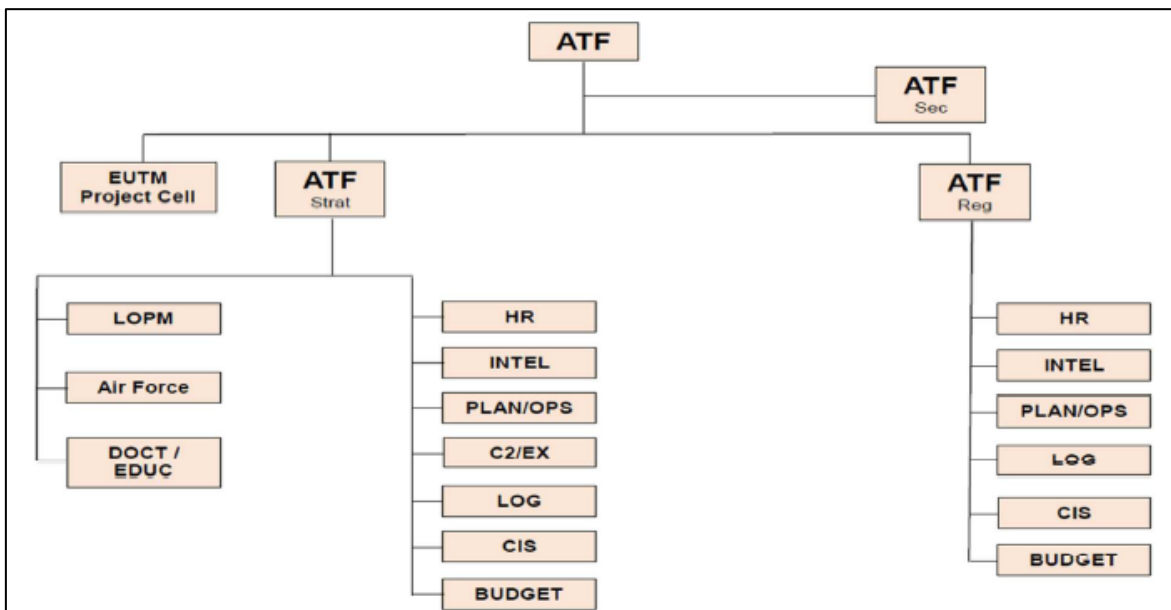 ATF
ATF
Sec
EUTM
Project Cell
ATF
Strat
ATF
Reg
LOPM
Air Force
DOCT /
EDUC
HR
INTEL
PLAN/OPS
C2/EX
LOG
CIS
BUDGET
HR
INTEL
PLAN/OPS
LOG
CIS
BUDGET